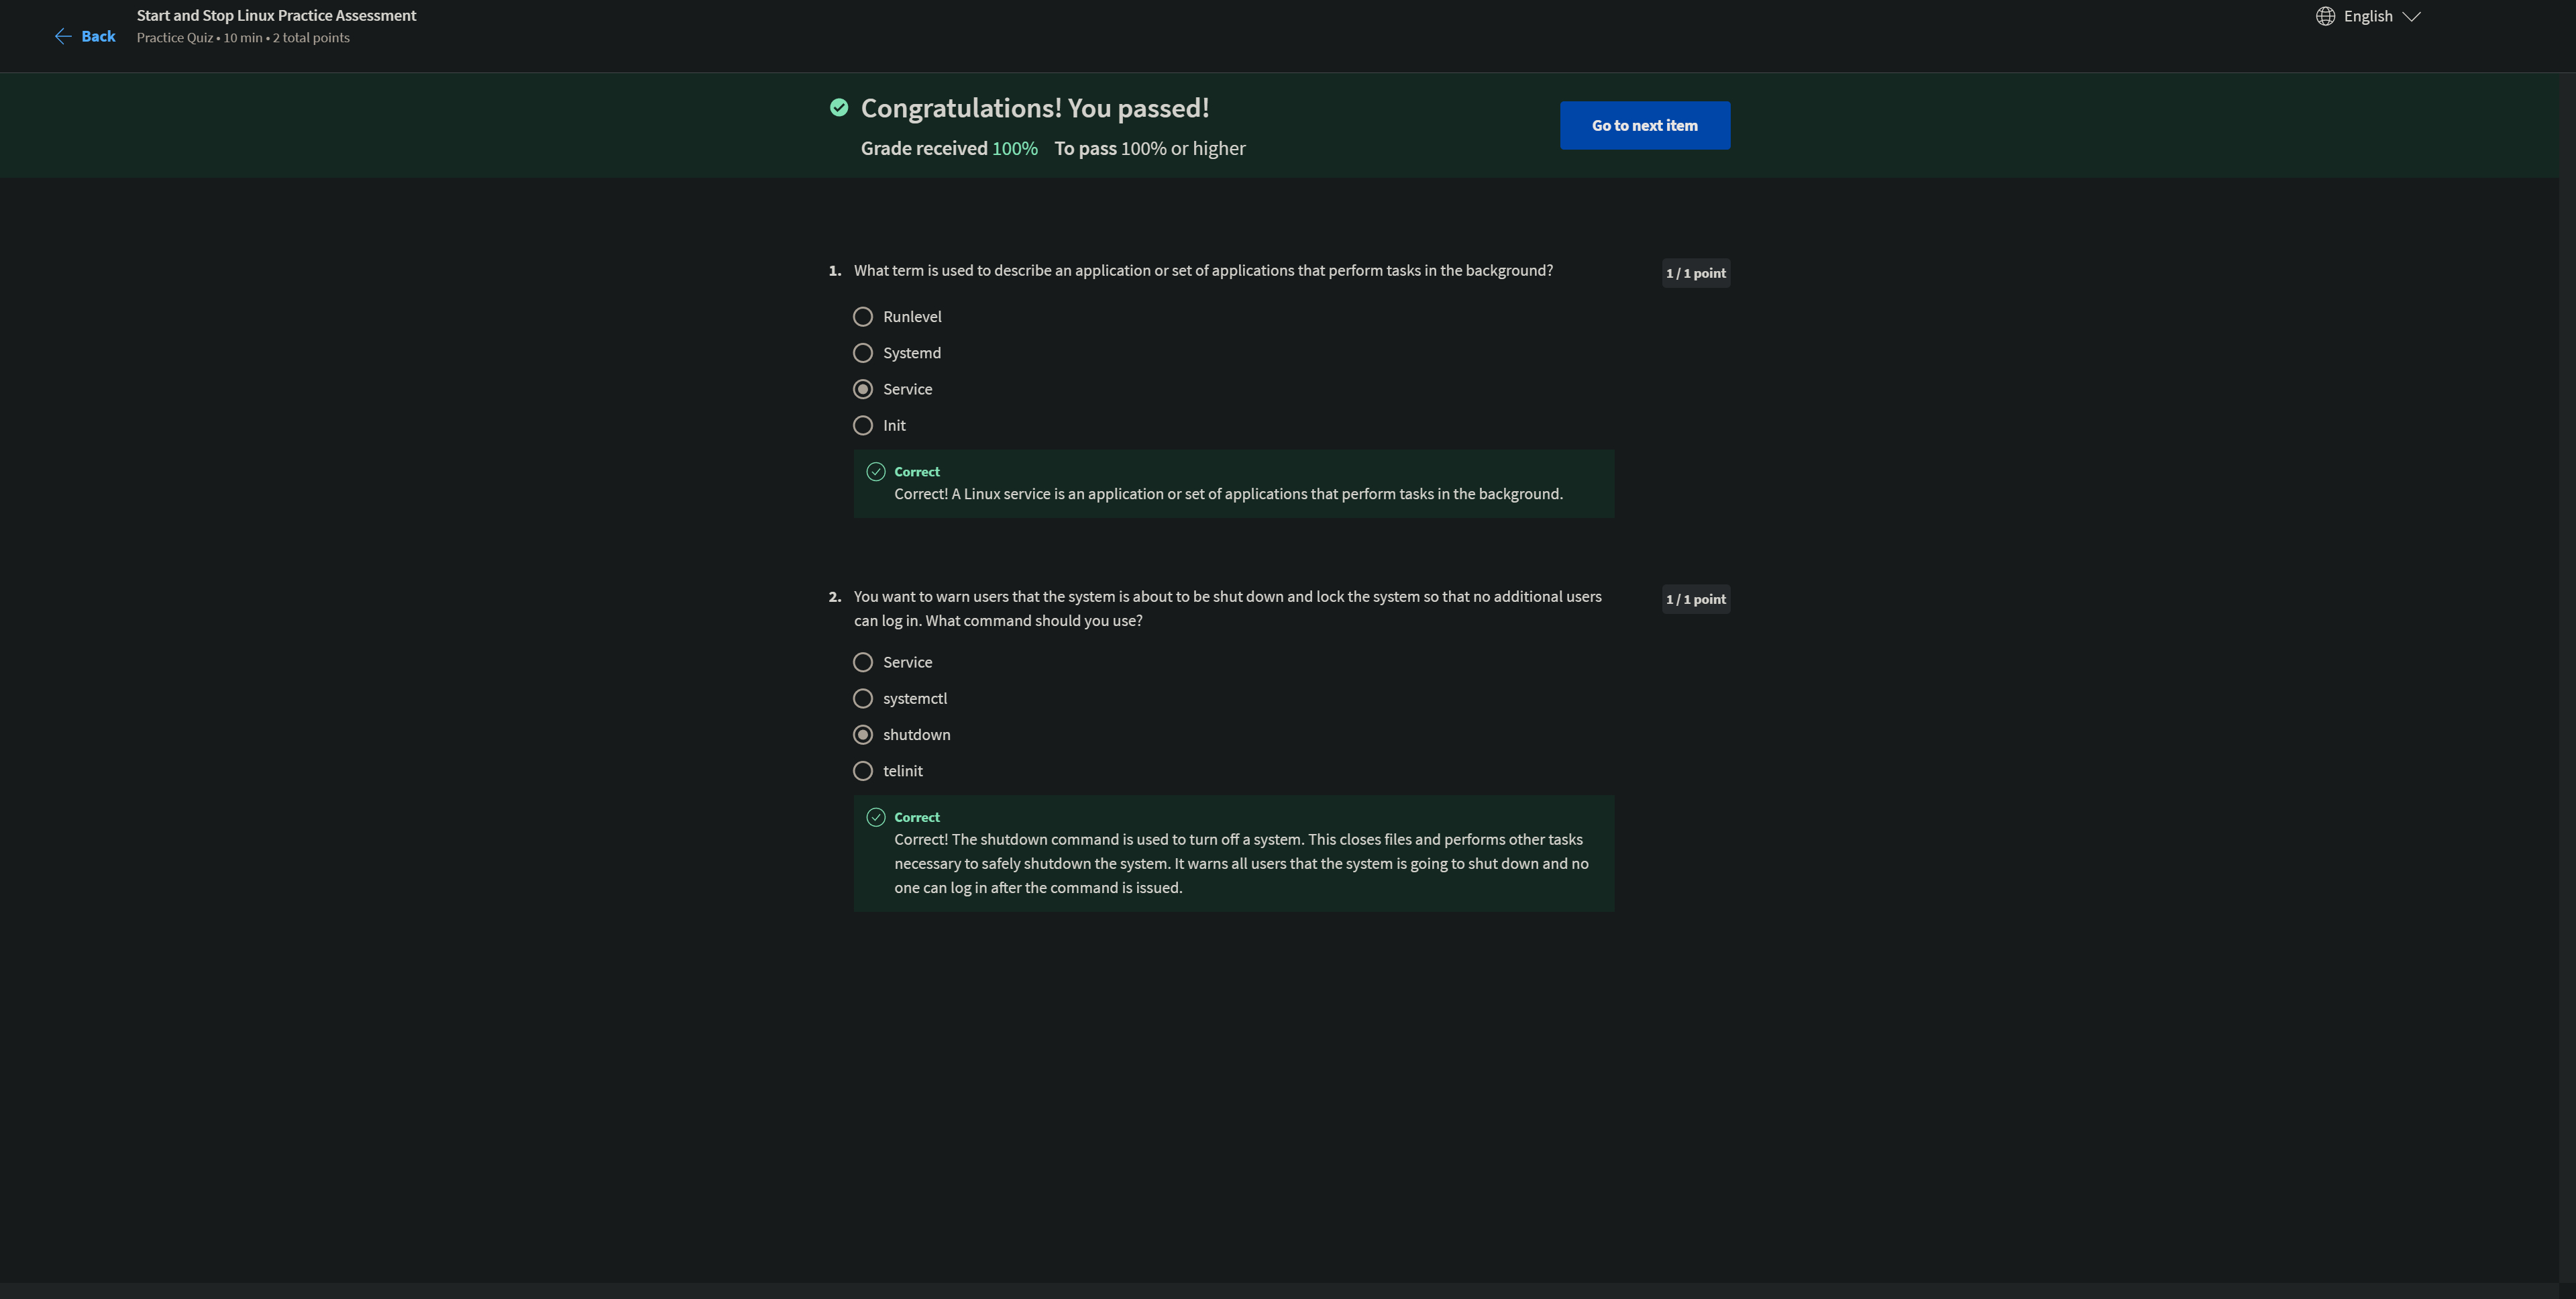 Start and Stop Linux Practice Assessment
Back
Practice Quiz • 10 min • 2 total points
English
Congratulations! You passed!
Grade received 100% To pass 100% or higher
Go to next item
1. What term is used to describe an application or set of applications that perform tasks in the background?
1 / 1 point
Runlevel
Systemd
Service
Init
Correct
Correct! A Linux service is an application or set of applications that perform tasks in the background.
2. You want to warn users that the system is about to be shut down and lock the system so that no additional users
can log in. What command should you use?
1 / 1 point
Service
systemctl
shutdown
telinit
Correct
Correct! The shutdown command is used to turn off a system. This closes files and performs other tasks
necessary to safely shutdown the system. It warns all users that the system is going to shut down and no
one can log in after the command is issued.